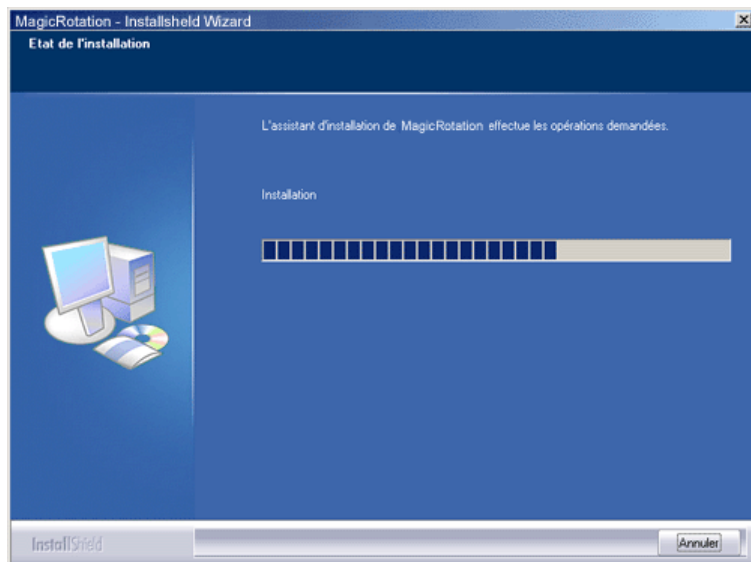 MagicRotation - Installsheld Wizard
Etat de l'installation
L'assistant d'installation de MagicRotation effectue les opérations demandées.
Installation
InstallShield
Annuler